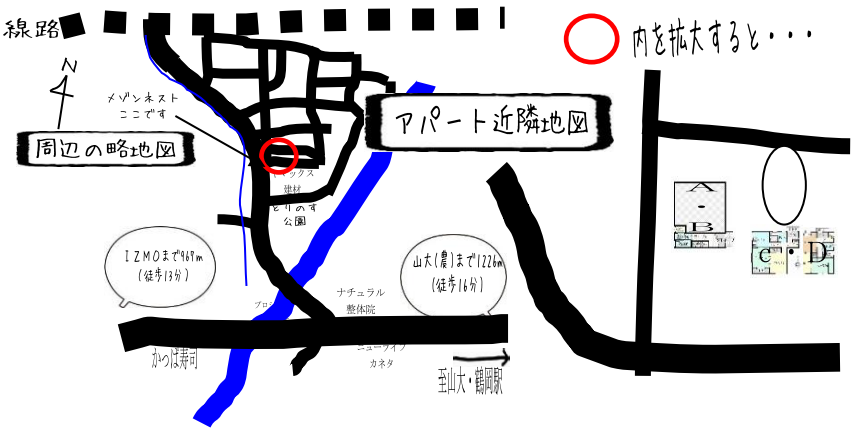 線路
内を拡大すると・・・
N
メゾンネスト
ここです
アパート近隣地図
周辺の略地図
マックス
建材
とりのす
公園
A
・
B
C・D
IZMOまで969m
(徒歩13分)
山大(農)まで1226m
(徒歩16分)
ナチュラル
整体院
かっぱ寿司
ニューライフ
カネタ
至山大・鶴岡駅